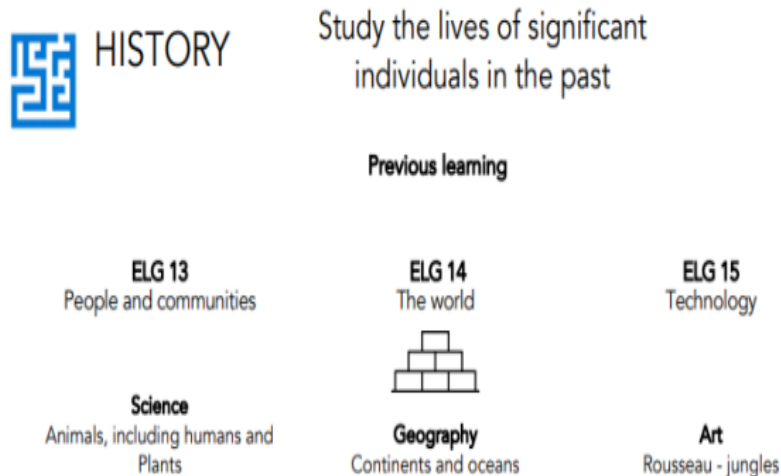 HISTORY
Study the lives of significant
individuals in the past
Previous learning
ELG 13
People and communities
ELG 14
The world
ELG 15
Technology
Science
Animals, including humans and
Plants
Geography
Continents and oceans
Art
Rousseau - jungles